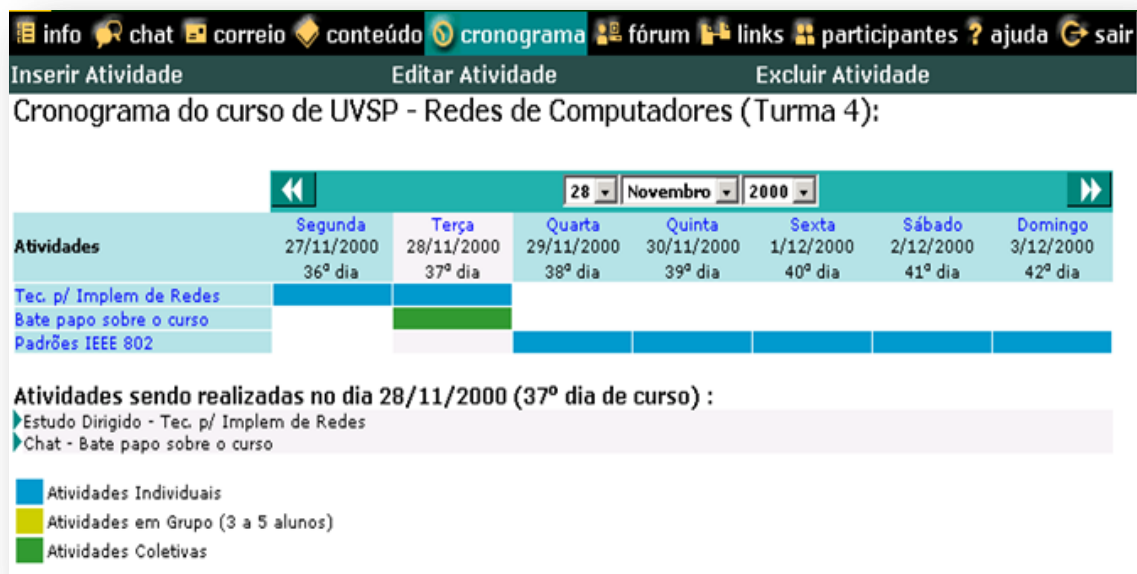 info chat correio conteúdo cronograma fórum links participantes ? ajuda sair
Inserir Atividade Editar Atividade Excluir Atividade
Cronograma do curso de UVSP - Redes de Computadores (Turma 4):
28 Novembro 2000
Segunda Terça Quarta Quinta Sexta Sábado Domingo
Atividades 27/11/2000 28/11/2000 29/11/2000 30/11/2000 1/12/2000 2/12/2000 3/12/2000
36º dia 37º dia 38º dia 39º dia 40º dia 41º dia 42º dia
Tec. p/ Implem de Redes
Bate papo sobre o curso
Padrões IEEE 802
Atividades sendo realizadas no dia 28/11/2000 (37º dia de curso) :
Estudo Dirigido - Tec. p/ Implem de Redes
Chat - Bate papo sobre o curso
Atividades Individuais
Atividades em Grupo (3 a 5 alunos)
Atividades Coletivas